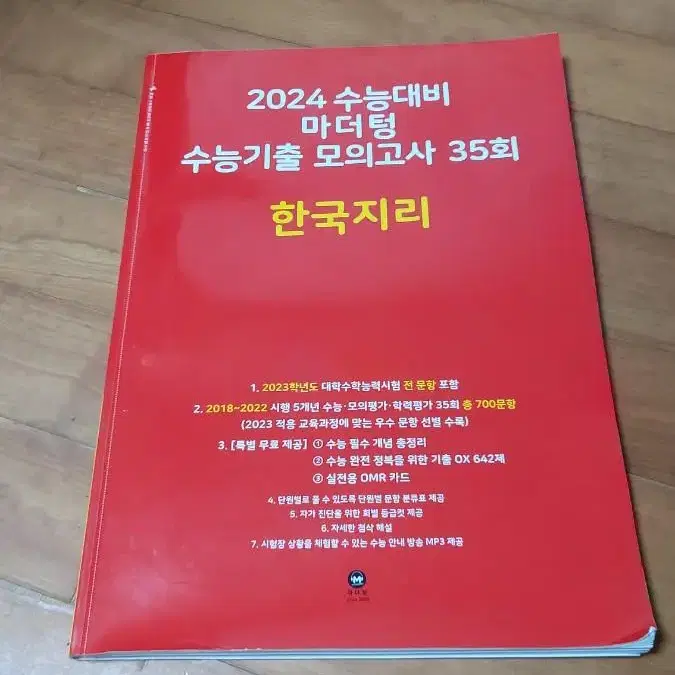 2024 수능대비
마더텅
수능기출 모의고사 35회
한국지리
1. 2023학년도 대학수학능력시험 전 문항 포함
2. 2018~2022 시행 5개년 수능·모의평가·학력평가 35회 총 700문항
(2023 적용 교육과정에 맞는 우수 문항 선별 수록)
3. [특별 무료 제공] ① 수능 필수 개념 총정리
② 수능 완전 정복을 위한 기출 OX 642제
③ 실전용 OMR 카드
4. 단원별로 풀 수 있도록 단원별 문항 분류표 제공
5. 자가 진단을 위한 회별 등급컷 제공
6. 자세한 첨삭 해설
7. 시험장 상황을 체험할 수 있는 수능 안내 방송 MP3 제공
마더텅